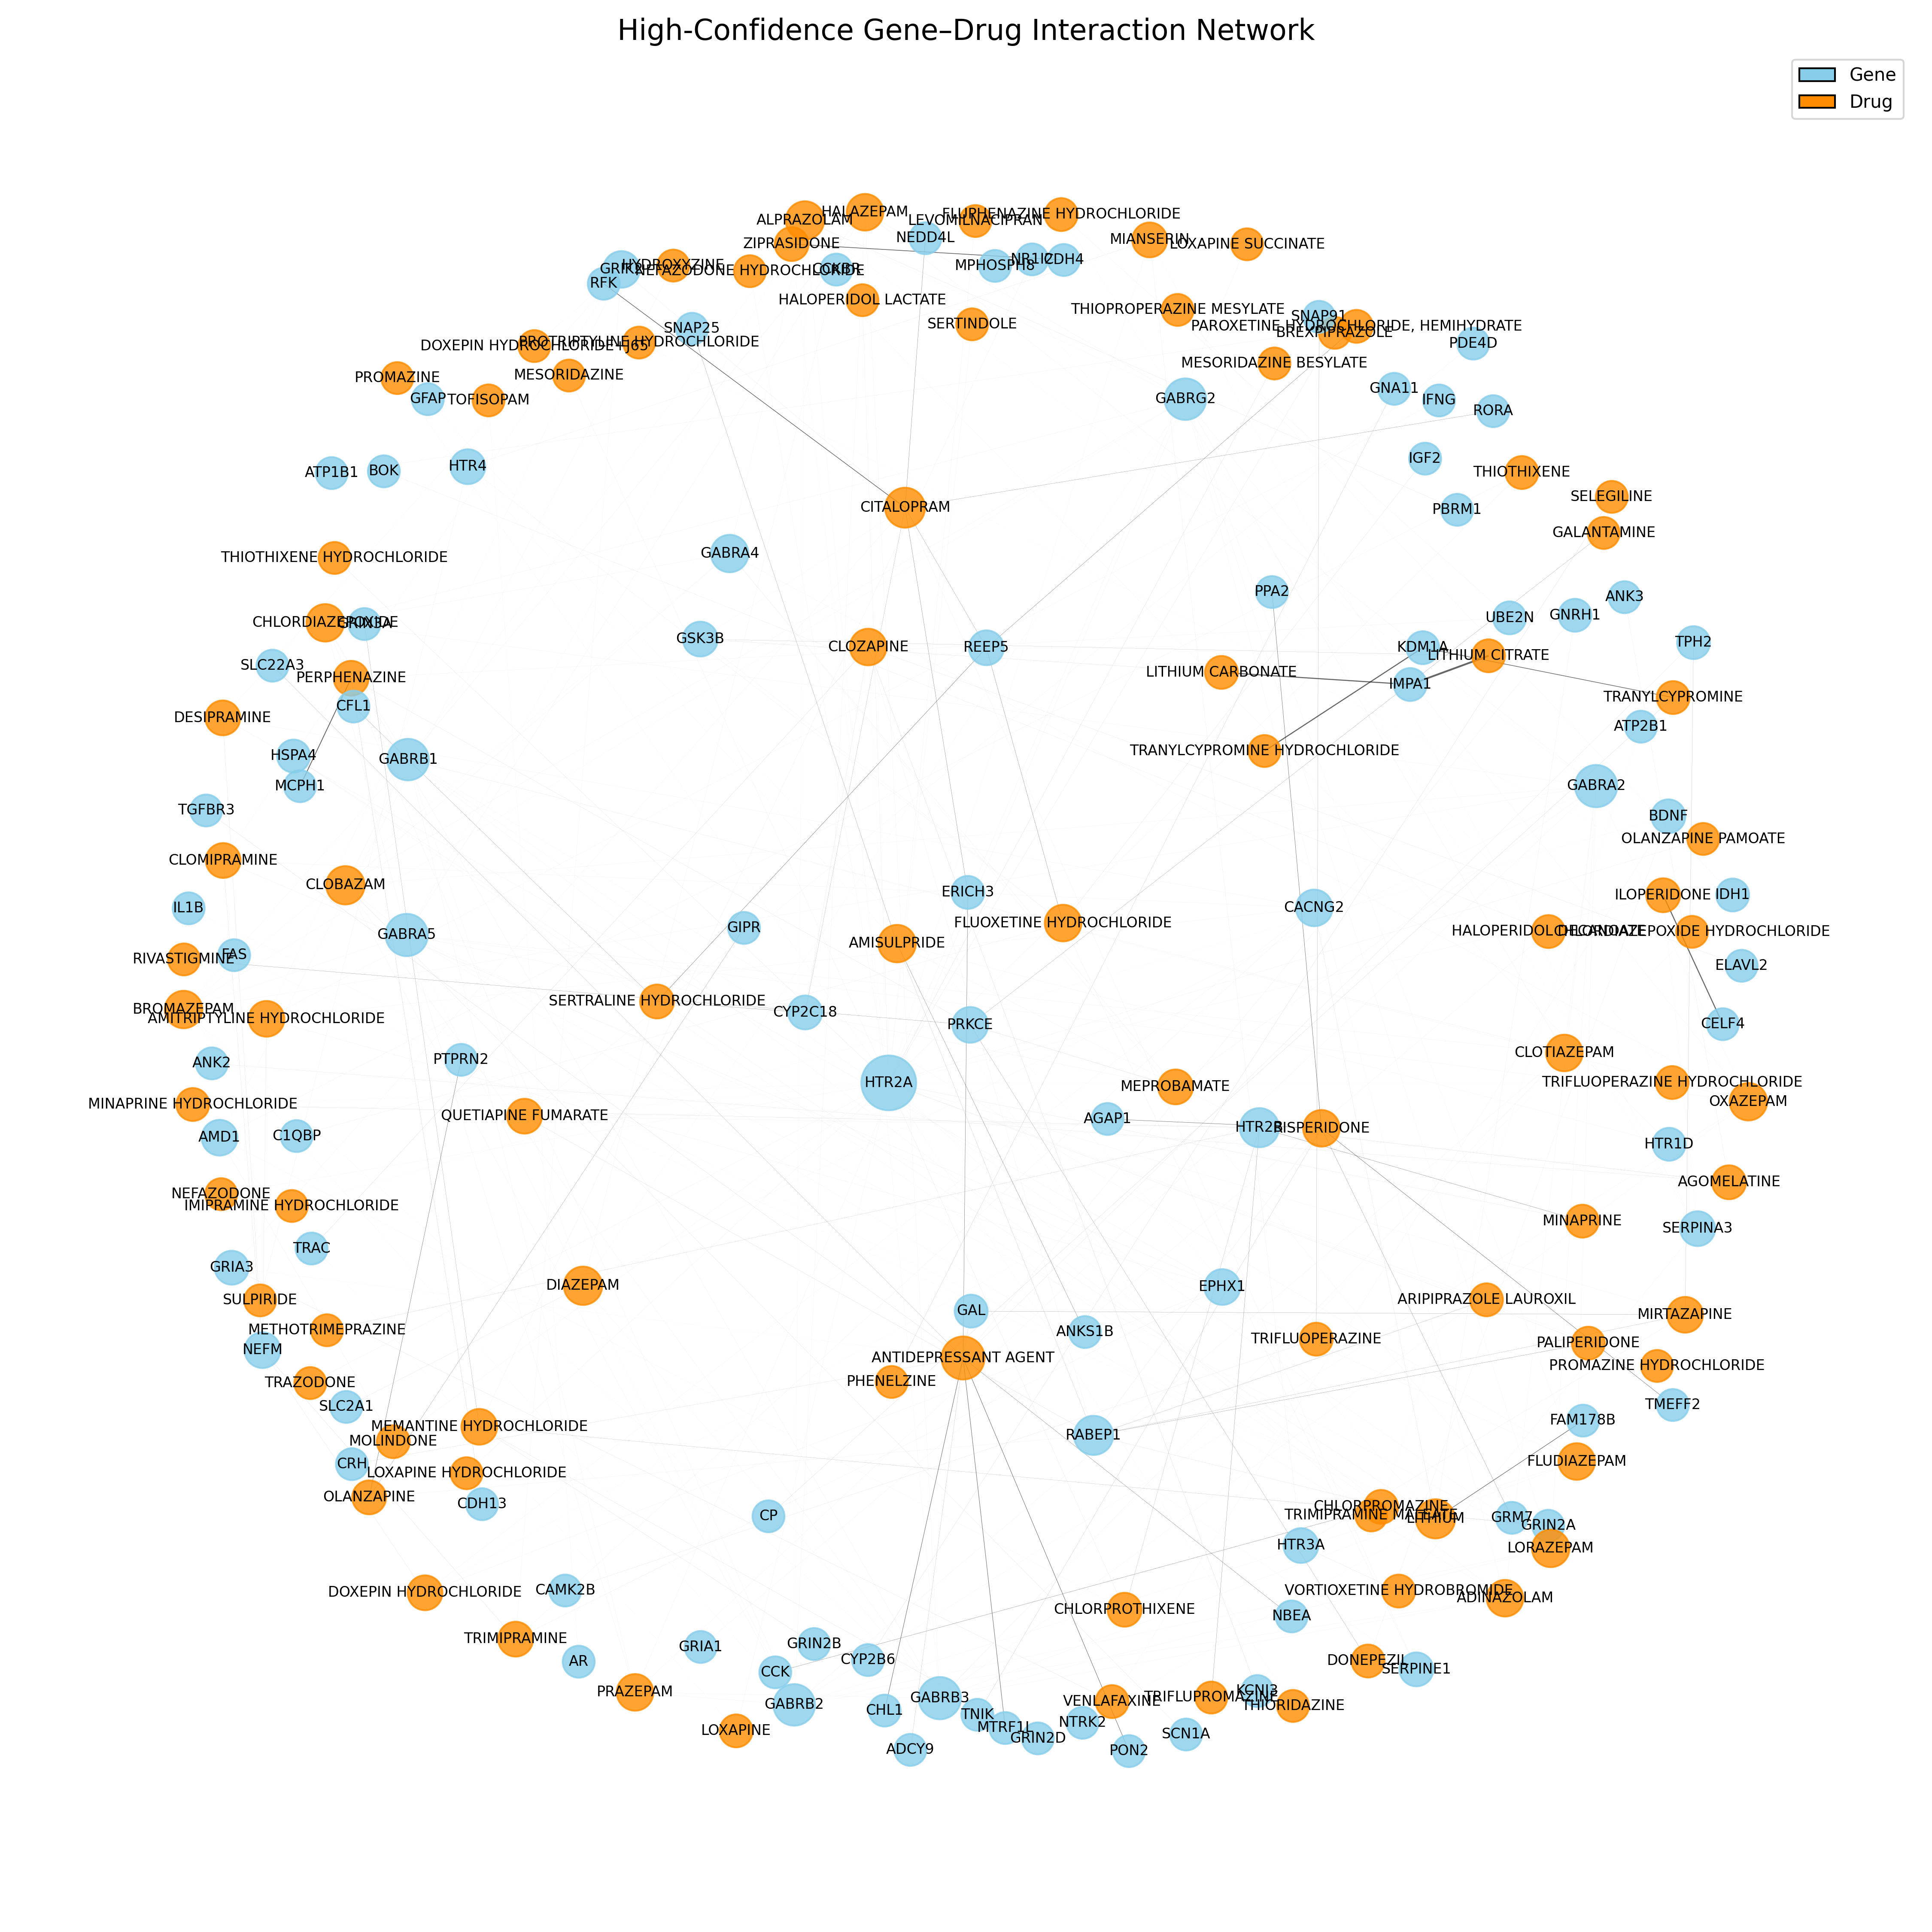 High-Confidence Gene–Drug Interaction Network
Gene
Drug
HALAZEPAM
ALPRAZOLAM
LEVOMILNACIPRAN
FLUPHENAZINE HYDROCHLORIDE
ZIPRASIDONE
NEDD4L
MIANSERIN
LOXAPINE SUCCINATE
HYDROXYZINE
NEFAZODONE HYDROCHLORIDE
CCKBR
MPHOSPH8
CDH4
RFK
HALOPERIDOL LACTATE
THIOPROPERAZINE MESYLATE
SNAP25
SERTINDOLE
SNAP91
PAROXETINE HYDROCHLORIDE, HEMIHYDRATE
BREXPIPRAZOLE
DOXEPIN HYDROCHLORIDE+J65
PROTRIPTYLINE HYDROCHLORIDE
PDE4D
MESORIDAZINE BESYLATE
PROMAZINE
MESORIDAZINE
GFAP
TOFISOPAM
GABRG2
GNA11
IFNG
RORA
ATP1B1
BOK
HTR4
IGF2
THIOTHIXENE
SELEGILINE
CITALOPRAM
PBRM1
GALANTAMINE
THIOTHIXENE HYDROCHLORIDE
GABRA4
PPA2
ANK3
CHLORDIAZEPOXIDE
GRIN3A
UBE2N
GNRH1
GSK3B
CLOZAPINE
REEP5
KDM1A
LITHIUM CITRATE
TPH2
SLC22A3
PERPHENAZINE
LITHIUM CARBONATE
IMPA1
TRANYLCYPROMINE
CFL1
DESIPRAMINE
ATP2B1
HSPA4
GABRB1
TRANYLCYPROMINE HYDROCHLORIDE
MCPH1
GABRA2
TGFBR3
BDNF
OLANZAPINE PAMOATE
CLOMIPRAMINE
CLOBAZAM
ERICH3
ILOPERIDONE
IDH1
IL1B
GABRA5
GIPR
AMISULPRIDE
FLUOXETINE HYDROCHLORIDE
CACNG2
HALOPERIDOL DECANOATE
CHLORDIAZEPOXIDE HYDROCHLORIDE
RIVASTIGMINE
FAS
ELAVL2
BROMAZEPAM
AMITRIPTYLINE HYDROCHLORIDE
SERTRALINE HYDROCHLORIDE
CYP2C18
PRKCE
CELF4
ANK2
PTPRN2
CLOTIAZEPAM
HTR2A
MEPROBAMATE
TRIFLUOPERAZINE HYDROCHLORIDE
OXAZEPAM
MINAPRINE HYDROCHLORIDE
QUETIAPINE FUMARATE
AGAP1
RISPERIDONE
AMD1
C1QBP
HTR1D
NEFAZODONE
IMIPRAMINE HYDROCHLORIDE
AGOMELATINE
MINAPRINE
SERPINA3
TRAC
GRIA3
DIAZEPAM
EPHX1
SULPIRIDE
GAL
ARIPIPRAZOLE LAUROXIL
MIRTAZAPINE
METHOTRIMEPRAZINE
ANKS1B
TRIFLUOPERAZINE
PALIPERIDONE
NEFM
ANTIDEPRESSANT AGENT
PROMAZINE HYDROCHLORIDE
TRAZODONE
PHENELZINE
SLC2A1
TMEFF2
MEMANTINE HYDROCHLORIDE
MOLINDONE
RABEP1
FAM178B
CRH
LOXAPINE HYDROCHLORIDE
FLUDIAZEPAM
OLANZAPINE
CDH13
CP
CHLORPROMAZINE
TRIMIPRAMINE MALEATE
LITHIUM
GRM7
GRIN2A
HTR3A
LORAZEPAM
DOXEPIN HYDROCHLORIDE
CAMK2B
VORTIOXETINE HYDROBROMIDE
ADINAZOLAM
CHLORPROTHIXENE
NBEA
TRIMIPRAMINE
GRIA1
GRIN2B
AR
CYP2B6
DONEPEZIL
SERPINE1
CCK
PRAZEPAM
GABRB2
CHL1
GABRB3
VENLAFAXINE
TRIFLUPROMAZINE
KCNJ3
THIORIDAZINE
LOXAPINE
TNIK
MTRF1L
GRIN2D
NTRK2
SCN1A
ADCY9
PON2